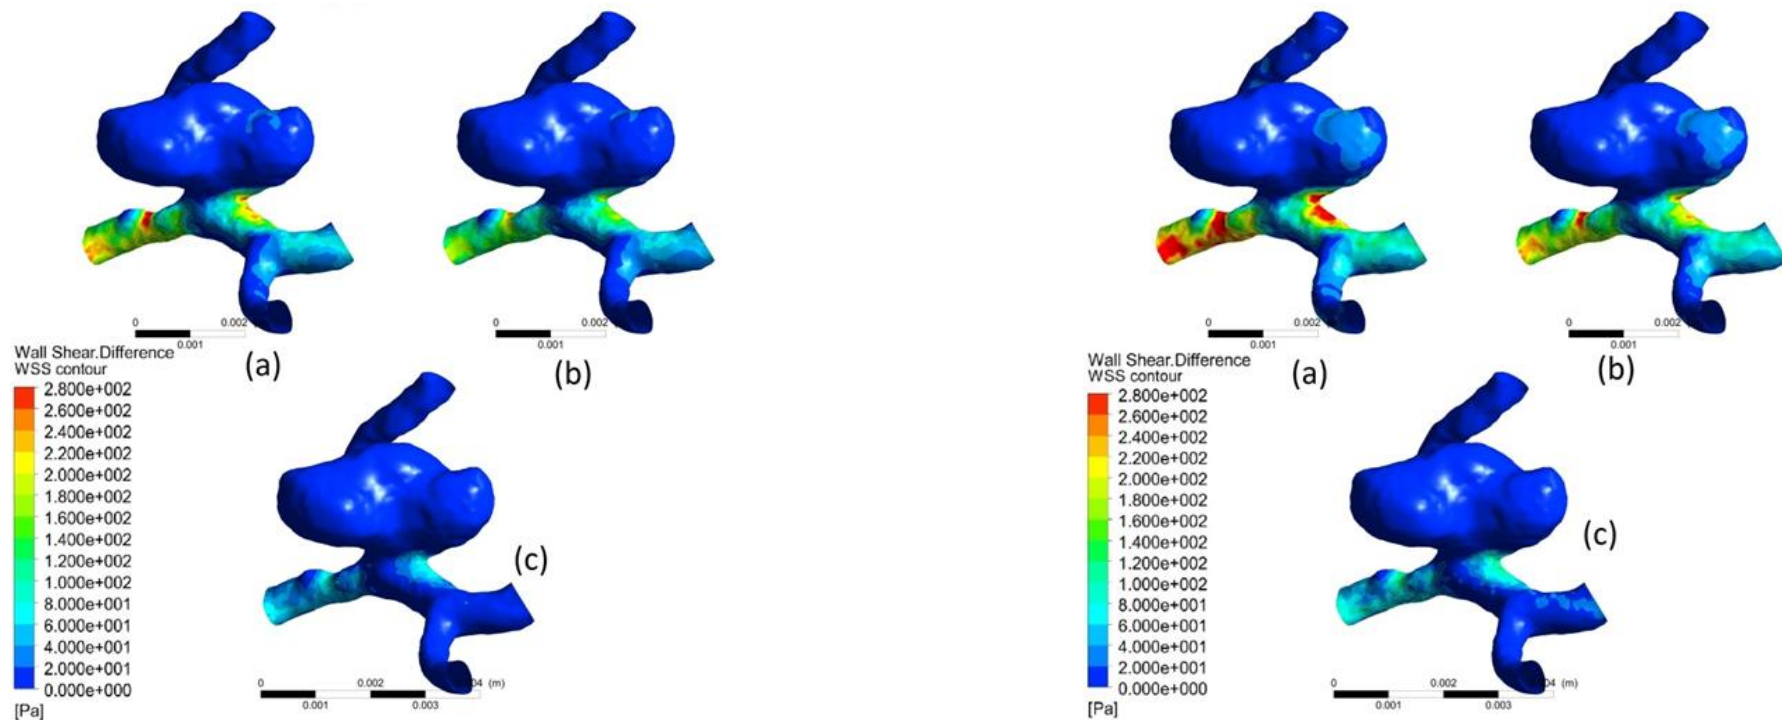 0 0.002
0.001
(a)
0 0.002
0.001
(b)
Wall Shear.Difference
WSS contour
2.800e+002
2.600e+002
2.400e+002
2.200e+002
2.000e+002
1.800e+002
1.600e+002
1.400e+002
1.200e+002
1.000e+002
8.000e+001
6.000e+001
4.000e+001
2.000e+001
0.000e+000
[Pa]
(c)
0 0.002 04 (m)
0.001 0.003
0 0.002
0.001
(a)
0 0.002
0.001
(b)
Wall Shear.Difference
WSS contour
2.800e+002
2.600e+002
2.400e+002
2.200e+002
2.000e+002
1.800e+002
1.600e+002
1.400e+002
1.200e+002
1.000e+002
8.000e+001
6.000e+001
4.000e+001
2.000e+001
0.000e+000
[Pa]
(c)
0 0.002 04 (m)
0.001 0.003